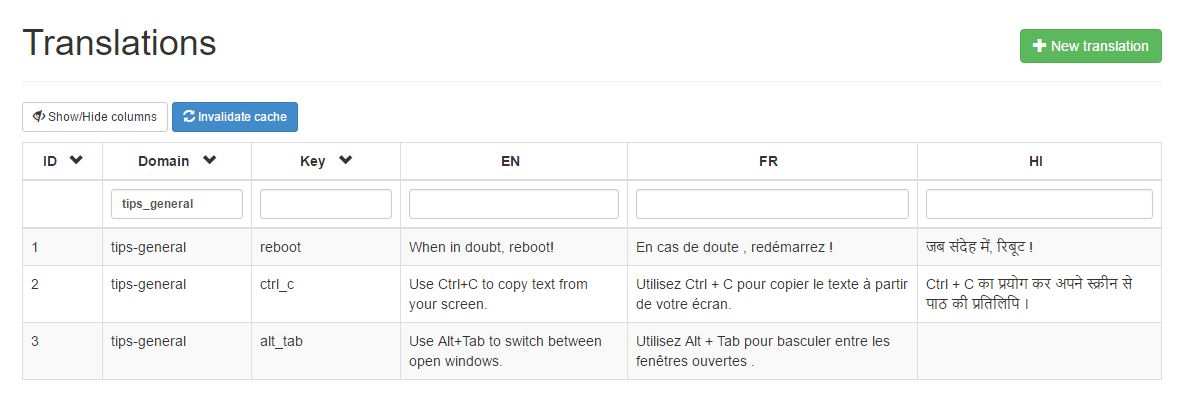 Translations
New translation
Show/Hide columns
Invalidate cache
ID Domain Key EN FR HI
tips_general
1 tips-general reboot When in doubt, reboot! En cas de doute , redémarrez ! जब संदेह में, रिबूट !
2 tips-general ctrl_c Use Ctrl+C to copy text from Utilisez Ctrl + C pour copier le texte à partir Ctrl + C का प्रयोग कर अपने स्क्रीन से
your screen. de votre écran. पाठ की प्रतिलिपि ।
3 tips-general alt_tab Use Alt+Tab to switch between Utilisez Alt + Tab pour basculer entre les
open windows. fenêtres ouvertes .